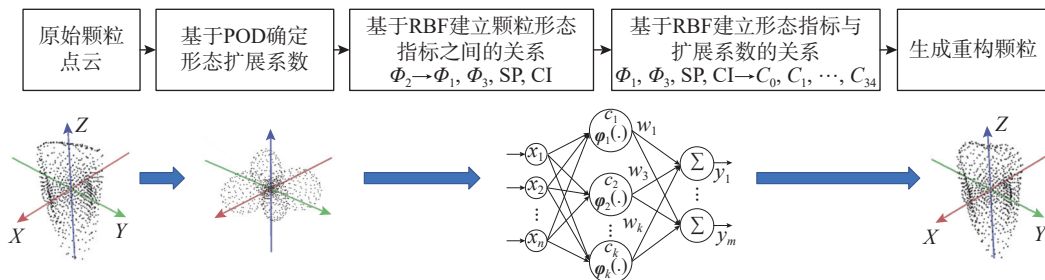 原始颗粒
点云
基于POD确定
形态扩展系数
基于RBF建立颗粒形态
指标之间的关系
Φ₂→Φ₁, Φ₃, SP, CI
基于RBF建立形态指标与
扩展系数的关系
Φ₁, Φ₃, SP, CI→C₀, C₁, ⋯, C₃₄
生成重构颗粒
Z
X
Y
x₁
x₂
⋮
xₙ
c₁
φ₁(.)
c₂
φ₂(.)
⋮
cₖ
φₖ(.)
w₁
w₃
wₖ
Σ
y₁
⋮
Σ
yₘ
Z
X
Y